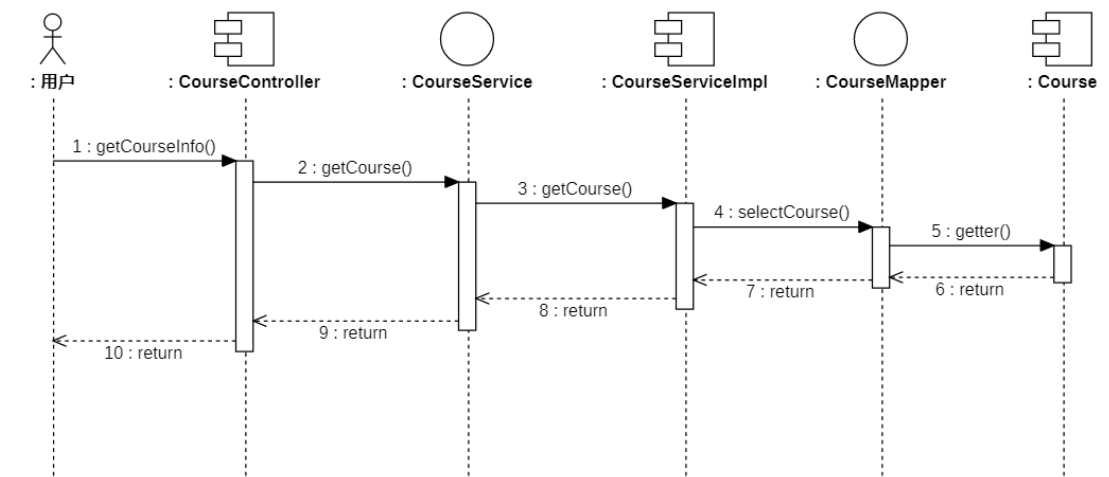 : 用户
: CourseController
: CourseService
: CourseServiceImpl
: CourseMapper
: Course
1 : getCourseInfo()
2 : getCourse()
3 : getCourse()
4 : selectCourse()
5 : getter()
6 : return
7 : return
8 : return
9 : return
10 : return